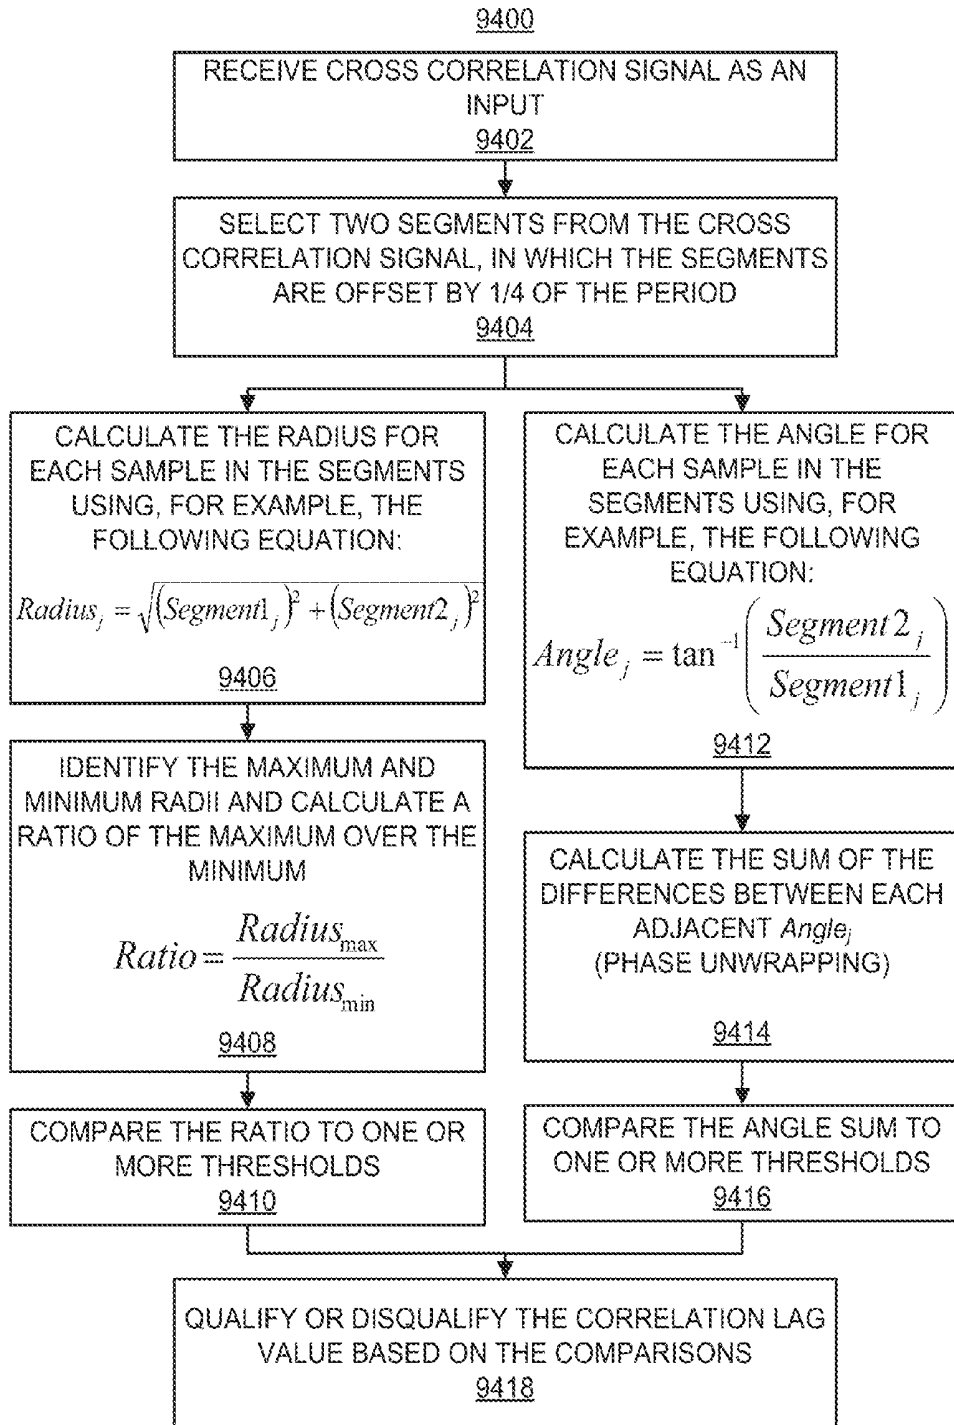 9400
RECEIVE CROSS CORRELATION SIGNAL AS AN
INPUT
9402
SELECT TWO SEGMENTS FROM THE CROSS
CORRELATION SIGNAL, IN WHICH THE SEGMENTS
ARE OFFSET BY 1/4 OF THE PERIOD
9404
CALCULATE THE RADIUS FOR
EACH SAMPLE IN THE SEGMENTS
USING, FOR EXAMPLE, THE
FOLLOWING EQUATION:
Radius_j = √((Segment1_j)² + (Segment2_j)²)
9406
IDENTIFY THE MAXIMUM AND
MINIMUM RADII AND CALCULATE A
RATIO OF THE MAXIMUM OVER THE
MINIMUM
Ratio = Radius_max / Radius_min
9408
COMPARE THE RATIO TO ONE OR
MORE THRESHOLDS
9410
CALCULATE THE ANGLE FOR
EACH SAMPLE IN THE
SEGMENTS USING, FOR
EXAMPLE, THE FOLLOWING
EQUATION:
Angle_j = tan⁻¹(Segment2_j / Segment1_j)
9412
CALCULATE THE SUM OF THE
DIFFERENCES BETWEEN EACH
ADJACENT Angle_j
(PHASE UNWRAPPING)
9414
COMPARE THE ANGLE SUM TO
ONE OR MORE THRESHOLDS
9416
QUALIFY OR DISQUALIFY THE CORRELATION LAG
VALUE BASED ON THE COMPARISONS
9418